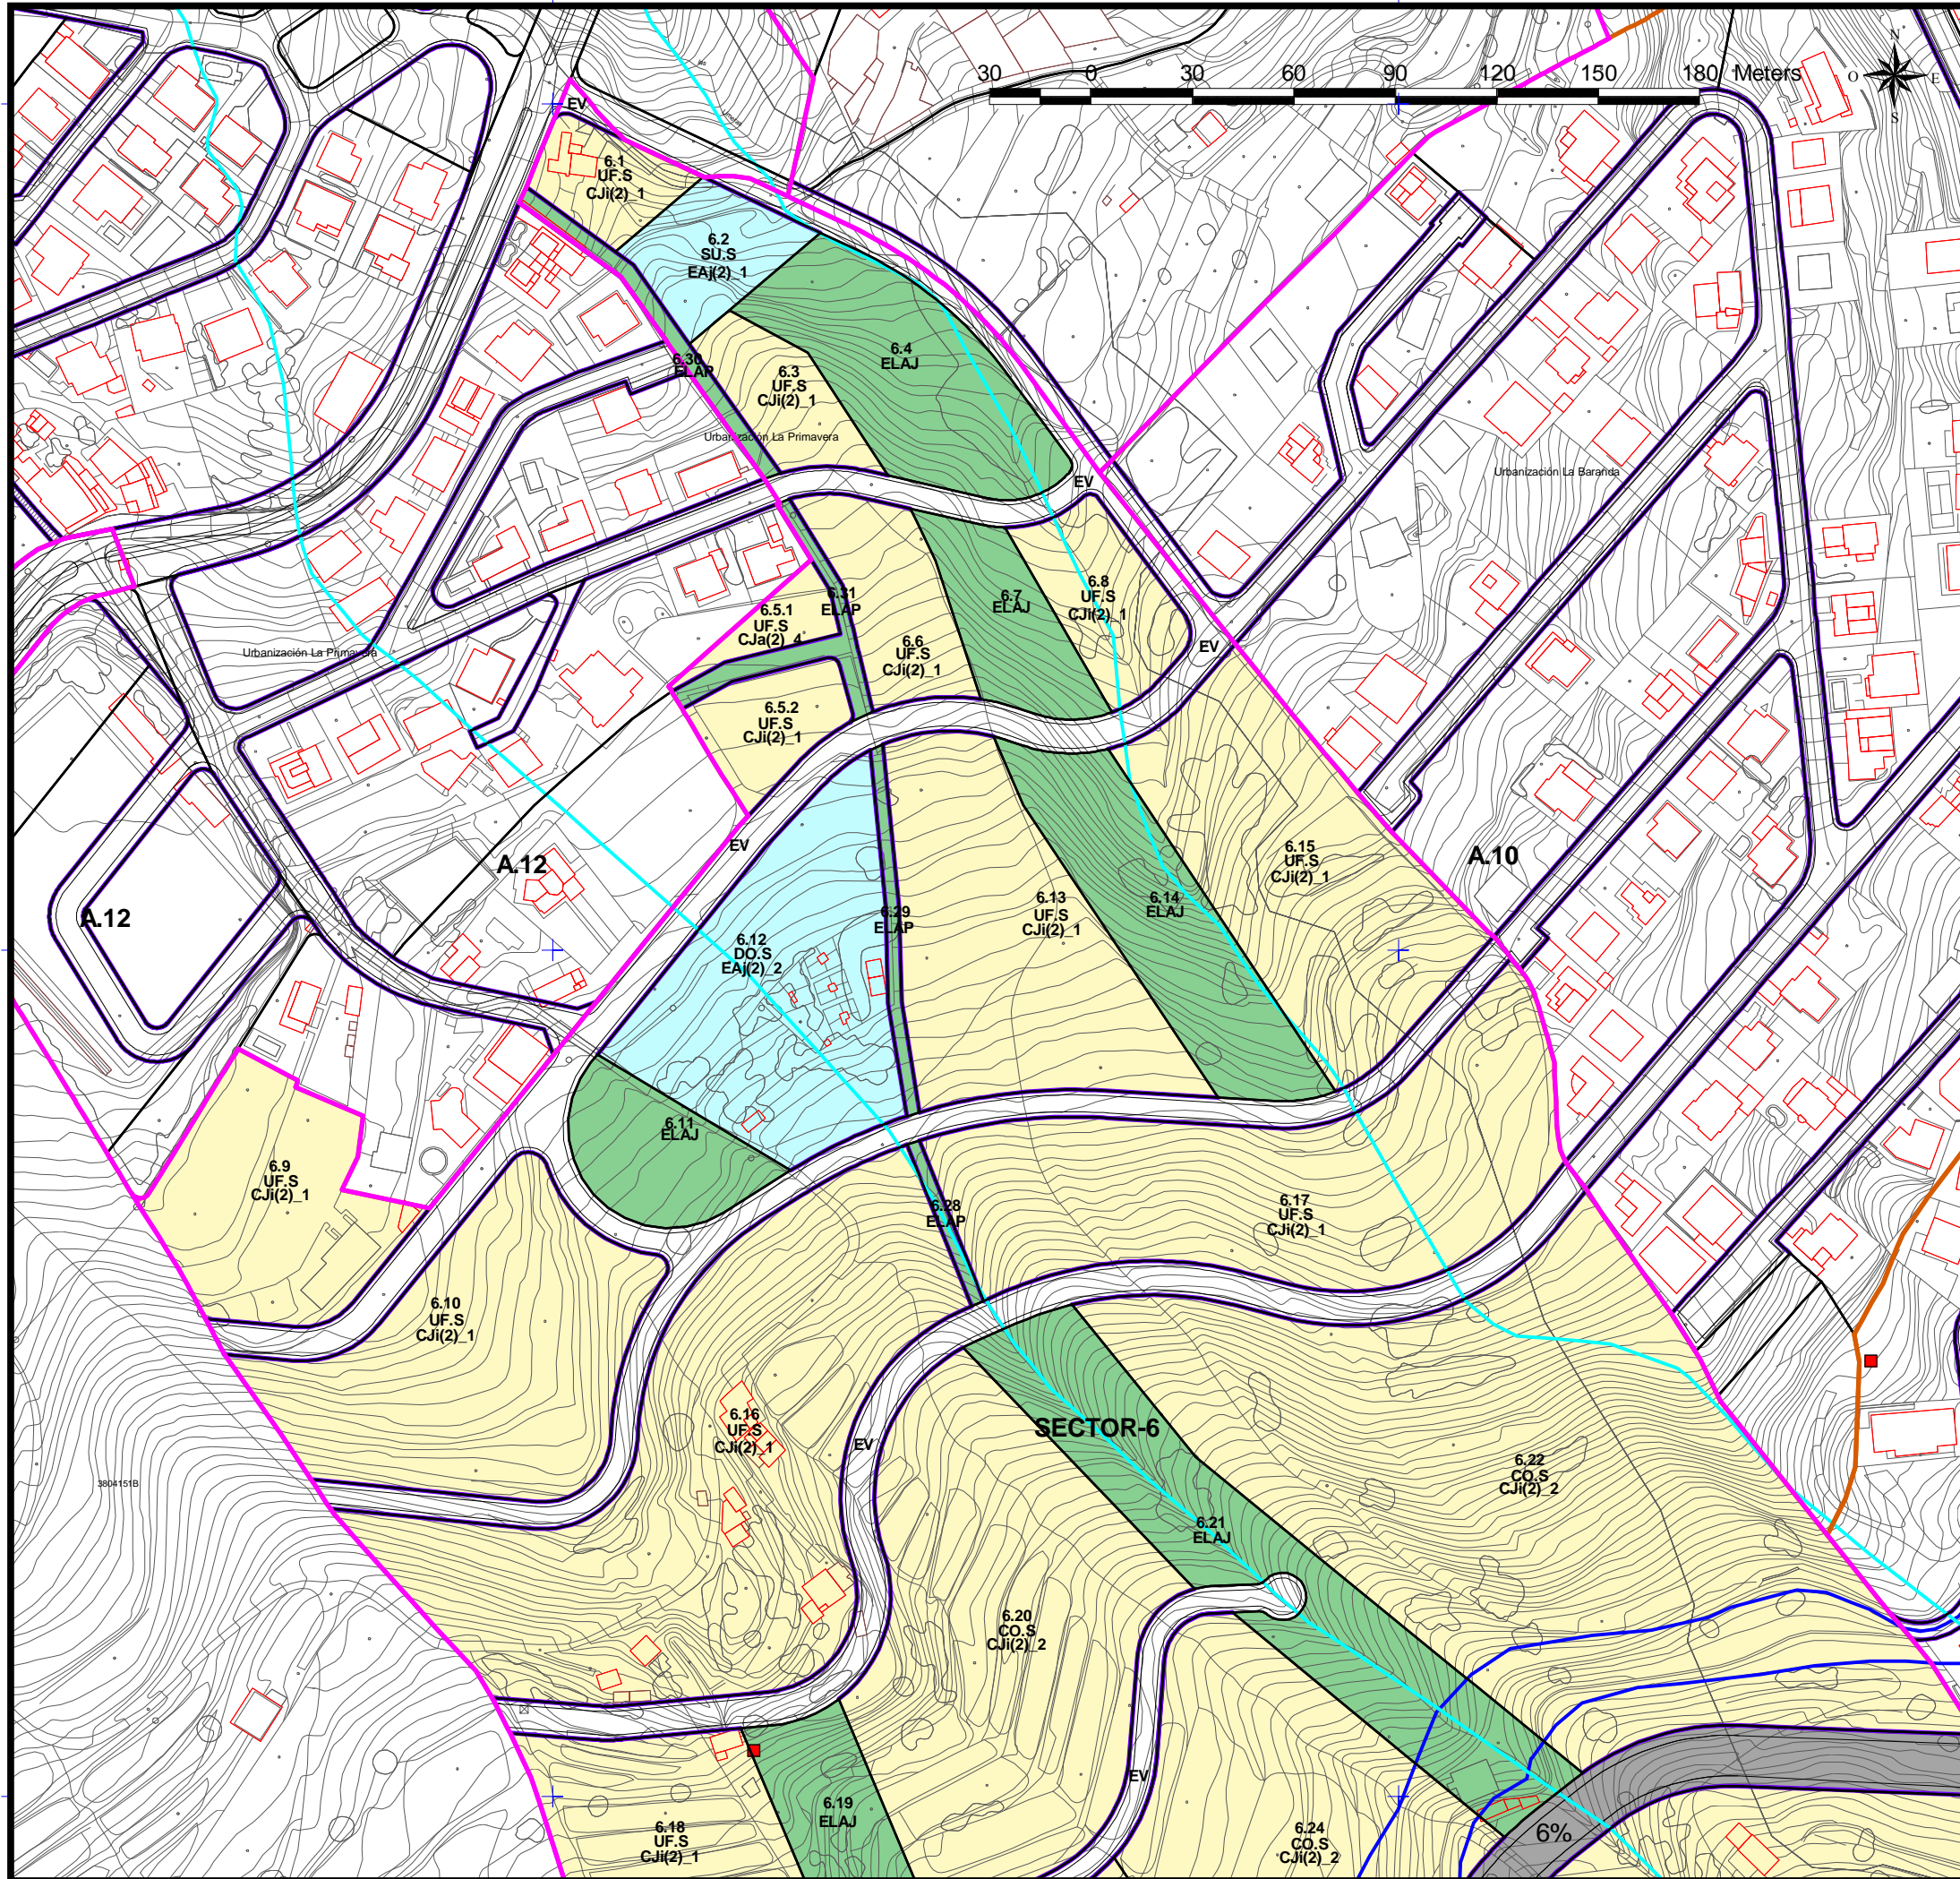 30 0 30 60 90 120 150 180 Meters
N
O E
S
EV
6.1
UF.S
CJi(2)_1
6.2
SU.S
EAj(2)_1
6.4
ELAJ
6.30
ELAP
6.3
UF.S
CJi(2)_1
Urbanización La Primavera
Urbanización La Baranda
EV
6.5.1
UF.S
CJa(2)_4
6.31
ELAP
6.6
UF.S
CJi(2)_1
6.7
ELAJ
6.8
UF.S
CJi(2)_1
EV
Urbanización La Primavera
6.5.2
UF.S
CJi(2)_1
EV
A.12
A.12
A.10
6.12
DO.S
EAj(2)_2
6.29
ELAP
6.13
UF.S
CJi(2)_1
6.14
ELAJ
6.15
UF.S
CJi(2)_1
6.11
ELAJ
6.9
UF.S
CJi(2)_1
6.28
ELAP
6.17
UF.S
CJi(2)_1
6.10
UF.S
CJi(2)_1
6.16
UF.S
CJi(2)_1
EV
SECTOR-6
3804151B
6.22
CO.S
CJi(2)_2
6.21
ELAJ
6.20
CO.S
CJi(2)_2
EV
6.19
ELAJ
6.18
UF.S
CJi(2)_1
6.24
CO.S
CJi(2)_2
6%